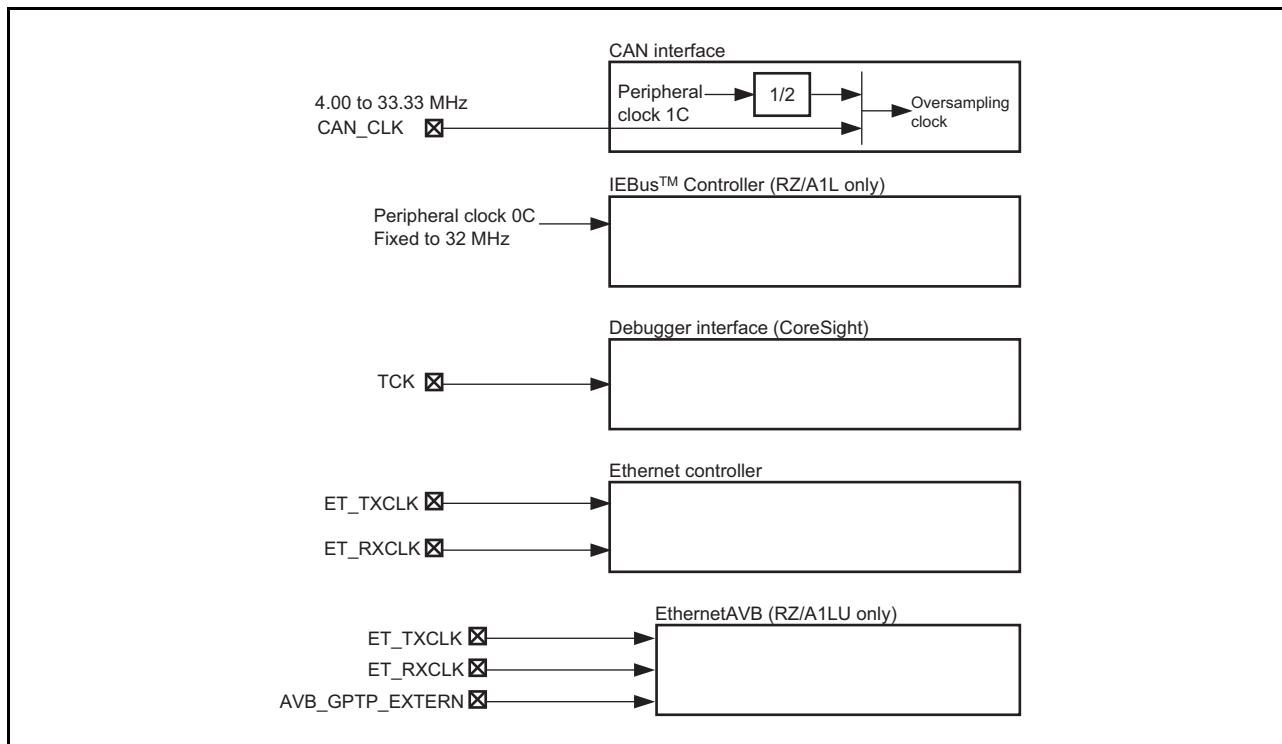 CAN interface
4.00 to 33.33 MHz
CAN_CLK
Peripheral
clock 1C
1/2
Oversampling
clock
IEBus™ Controller (RZ/A1L only)
Peripheral clock 0C
Fixed to 32 MHz
Debugger interface (CoreSight)
TCK
Ethernet controller
ET_TXCLK
ET_RXCLK
EthernetAVB (RZ/A1LU only)
ET_TXCLK
ET_RXCLK
AVB_GPTP_EXTERN